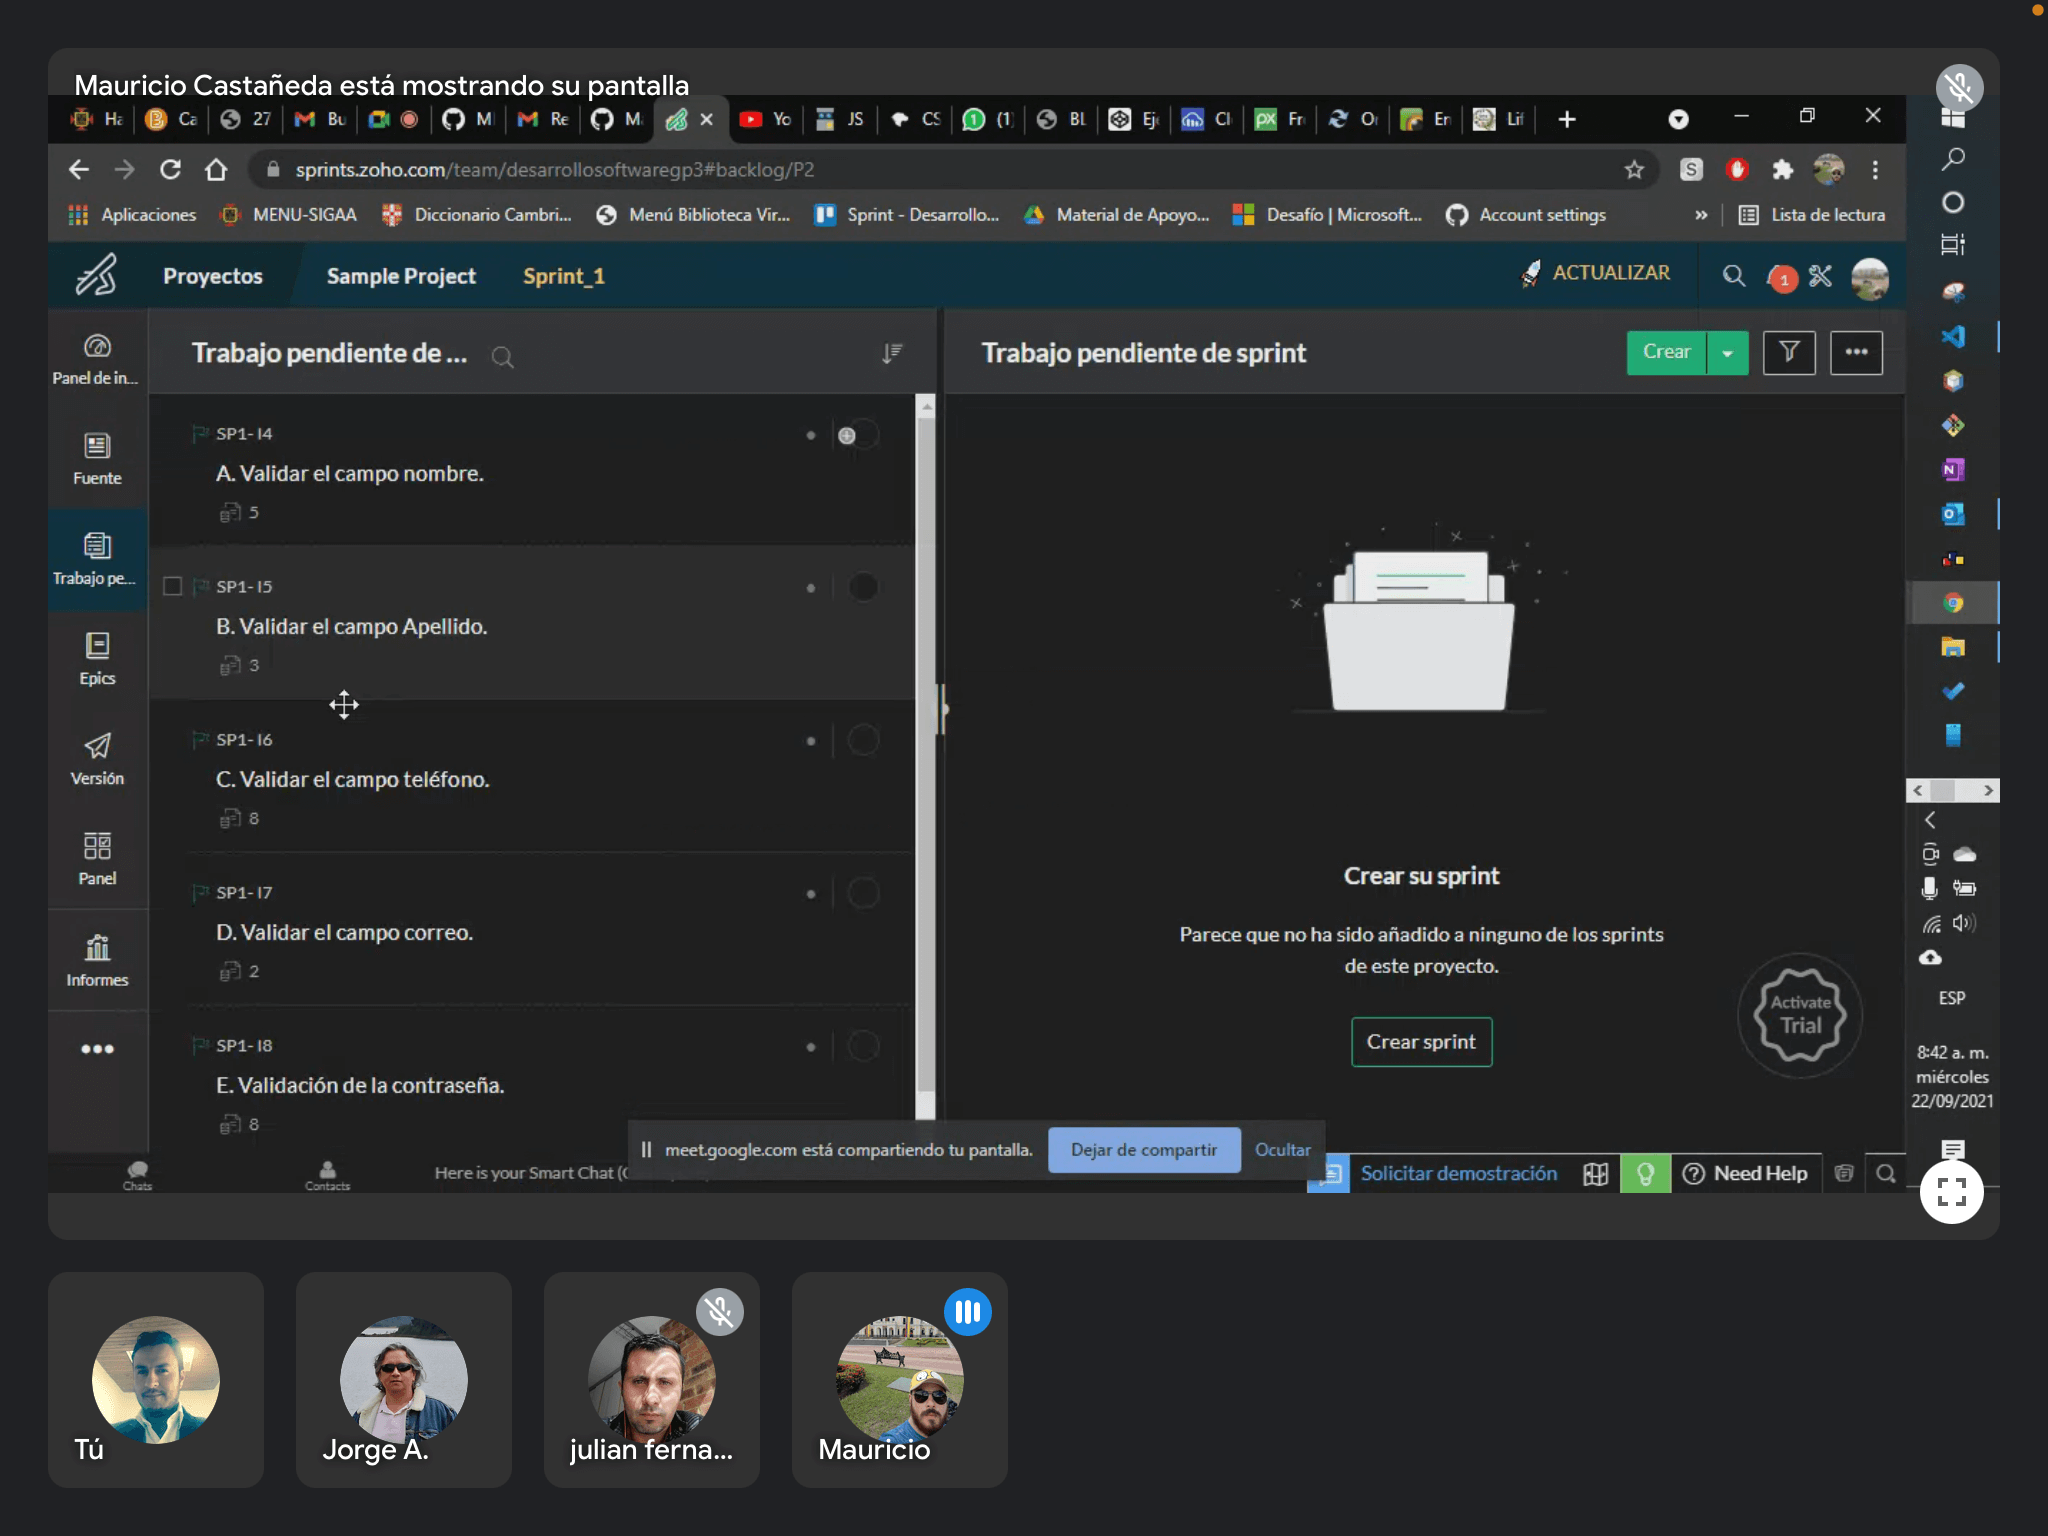 Mauricio Castañeda está mostrando su pantalla
Ha
Ca
27
Bu
M
Re
M
Yo
JS
CS
(1)
BL
Eje
Cl
Fr
Or
En
Lif
sprints.zoho.com/team/desarrollosoftwaregp3#backlog/P2
Aplicaciones
MENU-SIGAA
Diccionario Cambri...
Menú Biblioteca Vir...
Sprint - Desarrollo...
Material de Apoyo...
Desafío | Microsoft...
Account settings
»
Lista de lectura
Proyectos
Sample Project
Sprint_1
ACTUALIZAR
1
Panel de in...
Fuente
Trabajo pe...
Epics
Versión
Panel
Informes
Trabajo pendiente de ...
SP1- I4
A. Validar el campo nombre.
5
SP1- I5
B. Validar el campo Apellido.
3
SP1- I6
C. Validar el campo teléfono.
8
SP1- I7
D. Validar el campo correo.
2
SP1- I8
E. Validación de la contraseña.
8
Trabajo pendiente de sprint
Crear
Crear su sprint
Parece que no ha sido añadido a ninguno de los sprints
de este proyecto.
Crear sprint
Activate
Trial
ESP
8:42 a. m.
miércoles
22/09/2021
meet.google.com está compartiendo tu pantalla.
Dejar de compartir
Ocultar
Chats
Contacts
Here is your Smart Chat (
Solicitar demostración
Need Help
Tú
Jorge A.
julian ferna...
Mauricio